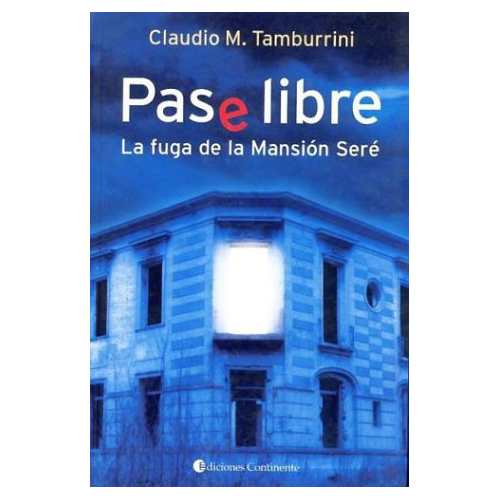 Claudio M. Tamburrini
Pase libre
La fuga de la Mansión Seré
Ediciones Continente